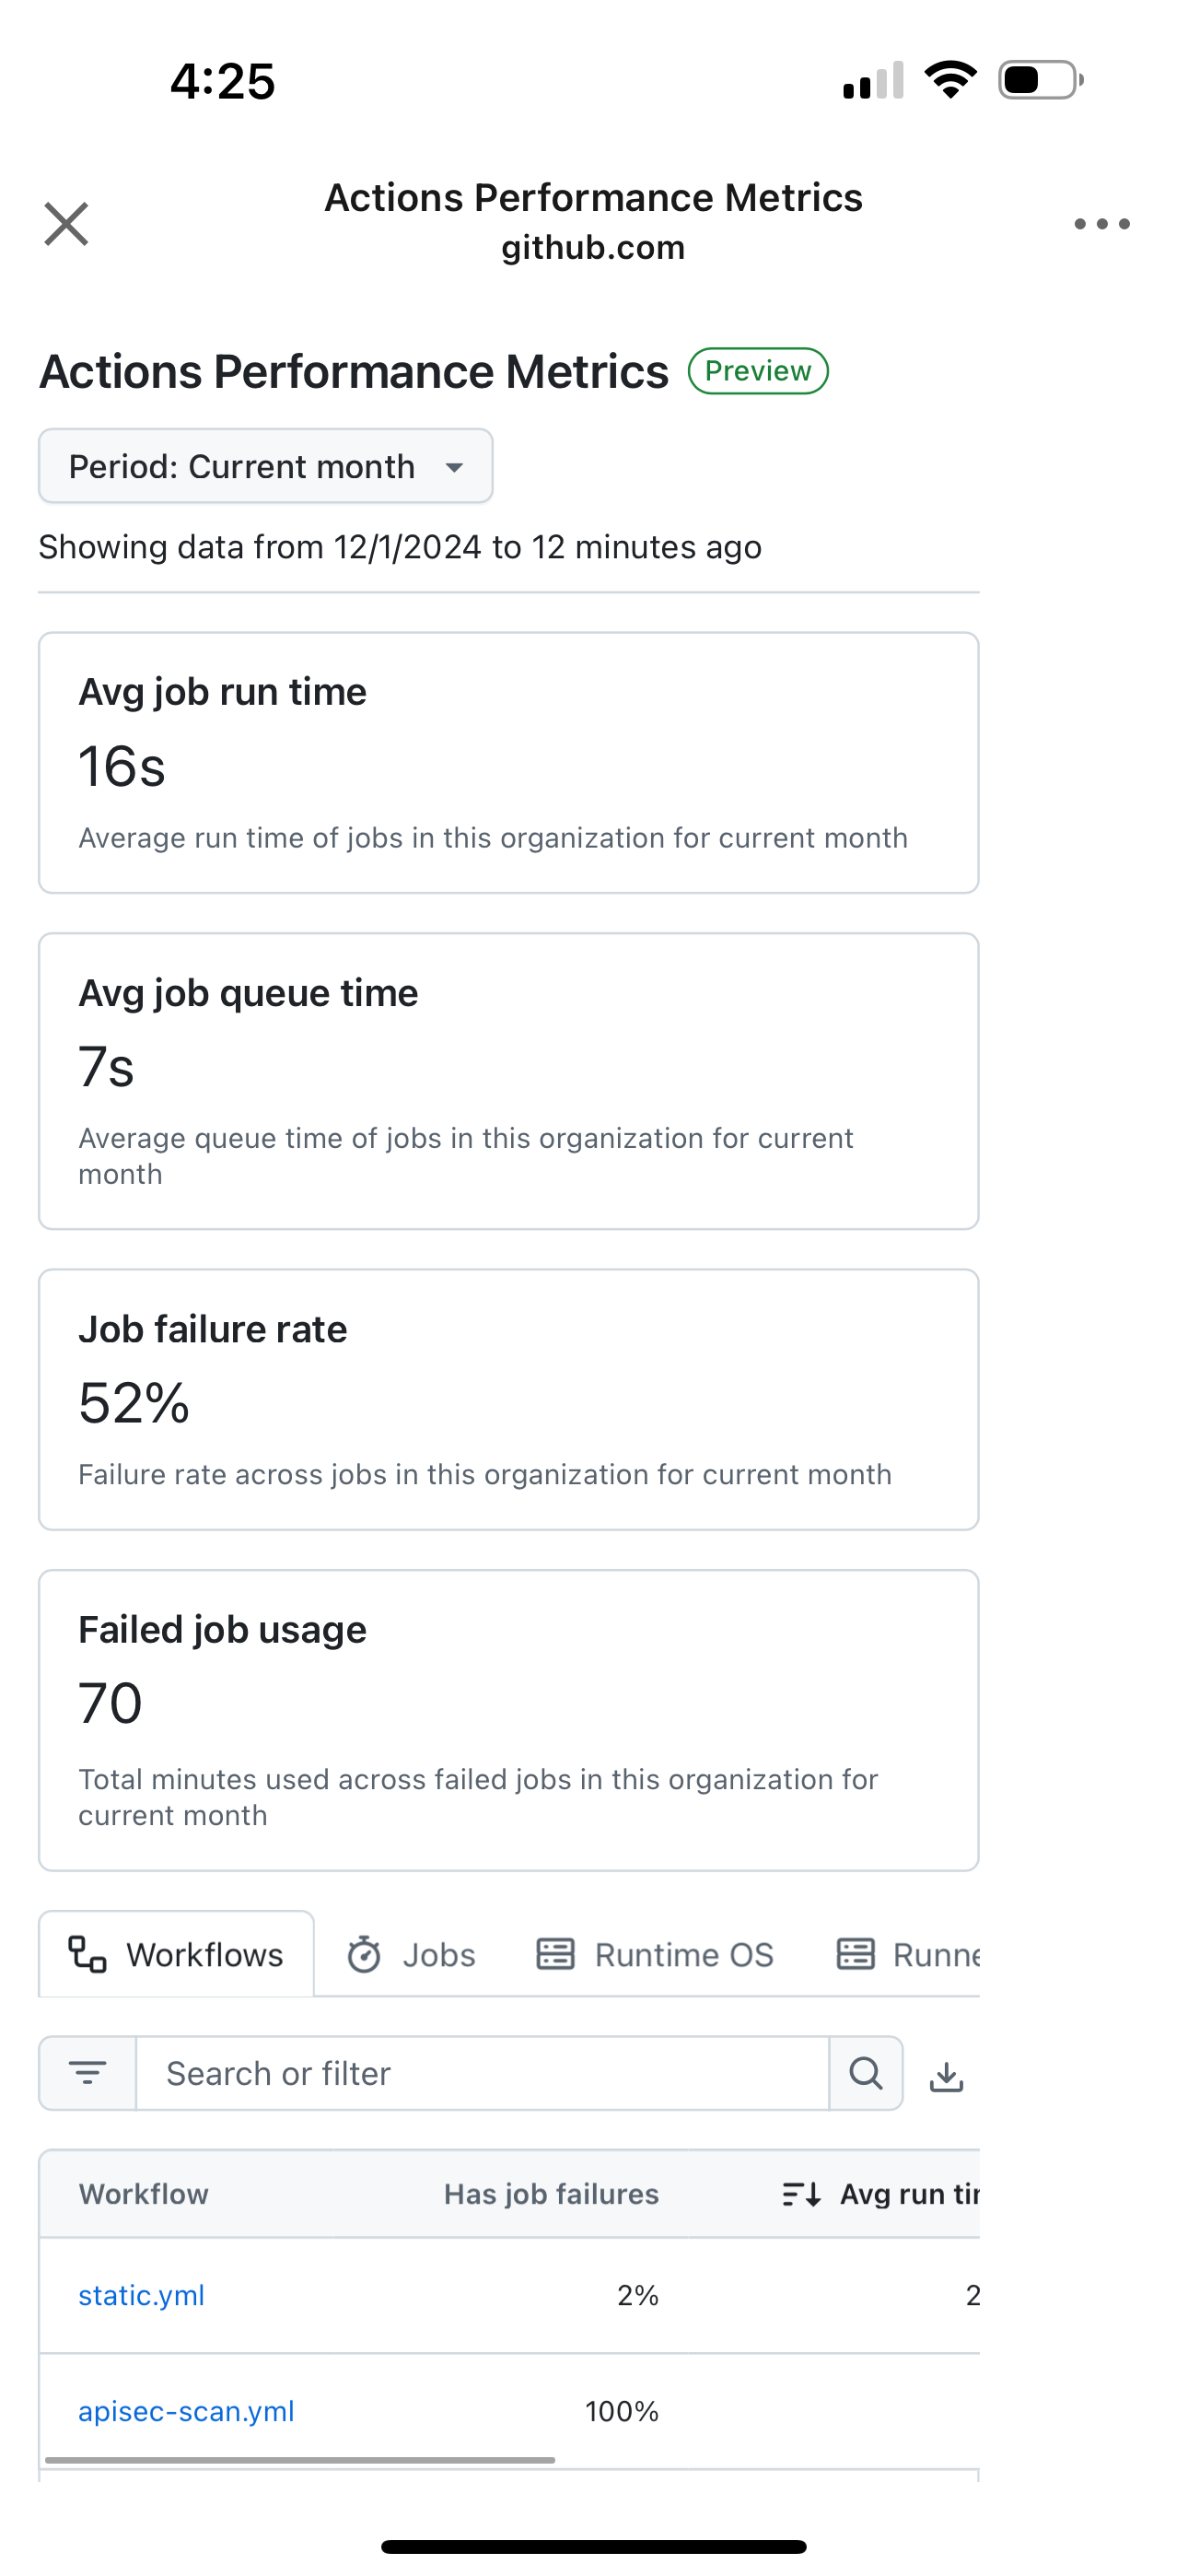 4:25
Actions Performance Metrics
github.com
Actions Performance Metrics Preview
Period: Current month
Showing data from 12/1/2024 to 12 minutes ago
Avg job run time
16s
Average run time of jobs in this organization for current month
Avg job queue time
7s
Average queue time of jobs in this organization for current
month
Job failure rate
52%
Failure rate across jobs in this organization for current month
Failed job usage
70
Total minutes used across failed jobs in this organization for
current month
Workflows Jobs Runtime OS
Search or filter
Workflow Has job failures Avg run
static.yml 2% 2
apisec-scan.yml 100%